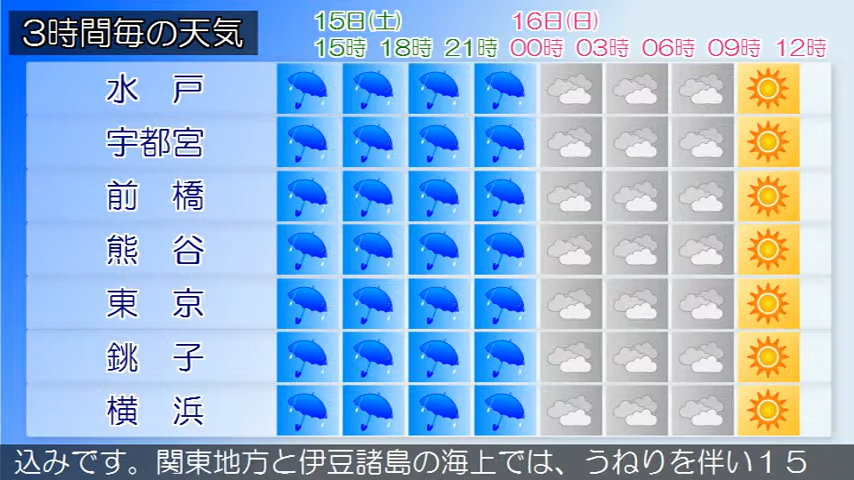 3時間毎の天気
15日(土) 16日(日)
15時 18時 21時 00時 03時 06時 09時 12時
水戸
宇都宮
前橋
熊谷
東京
銚子
横浜
込みです。関東地方と伊豆諸島の海上では、うねりを伴い１５